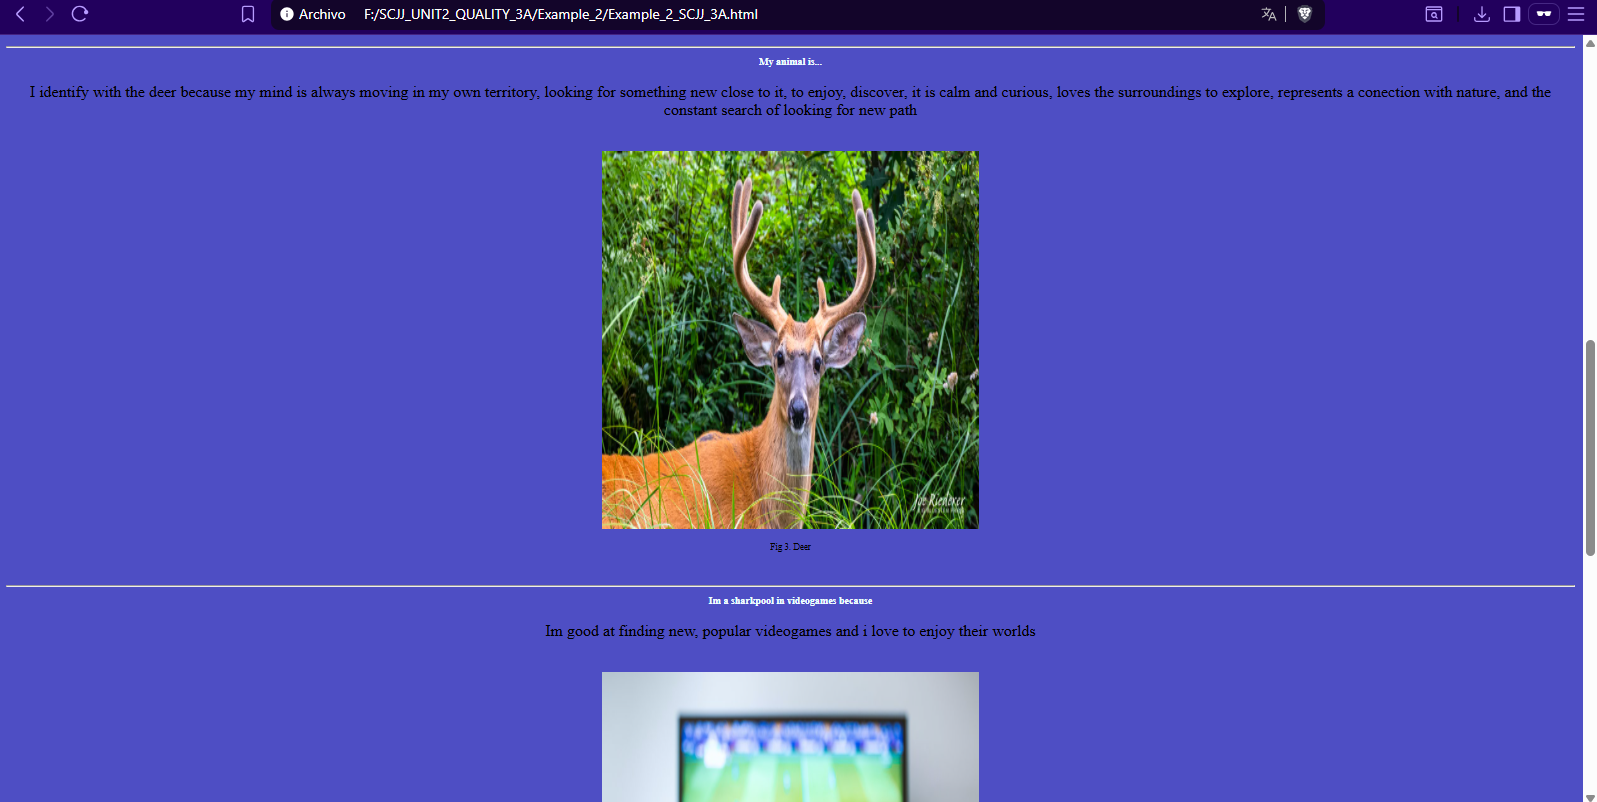 Archivo F:/SCJJ_UNIT2_QUALITY_3A/Example_2/Example_2_SCJJ_3A.html
My animal is...
I identify with the deer because my mind is always moving in my own territory, looking for something new close to it, to enjoy, discover, it is calm and curious, loves the surroundings to explore, represents a conection with nature, and the
constant search of looking for new path
Joe Rienerer
Fig 3. Deer
Im a sharkpool in videogames because
Im good at finding new, popular videogames and i love to enjoy their worlds